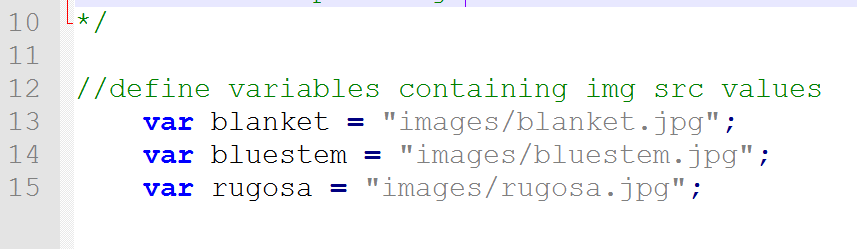 10 */
11
12 //define variables containing img src values
13 var blanket = "images/blanket.jpg";
14 var bluestem = "images/bluestem.jpg";
15 var rugosa = "images/rugosa.jpg";